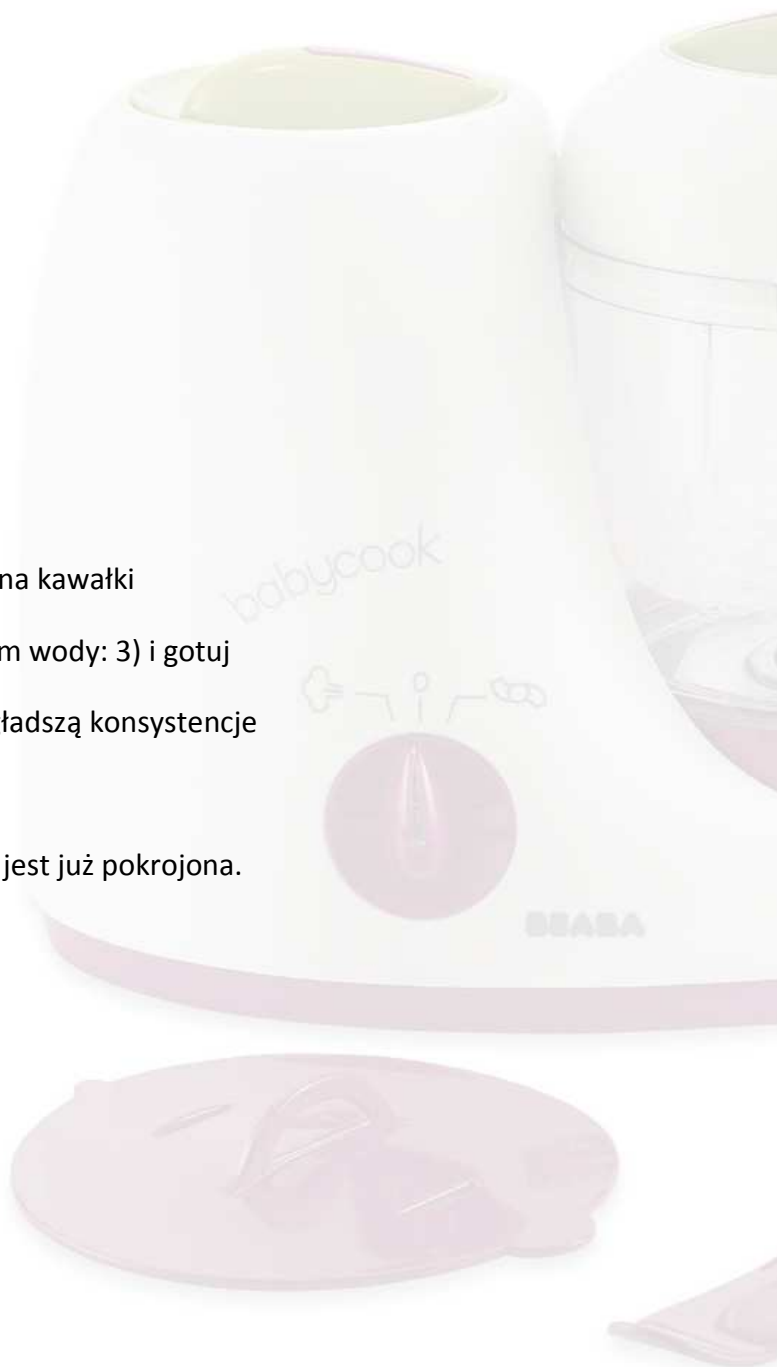 na kawałki
babycook
m wody: 3) i gotuj
ładszą konsystencje
jest już pokrojona.
BEABA